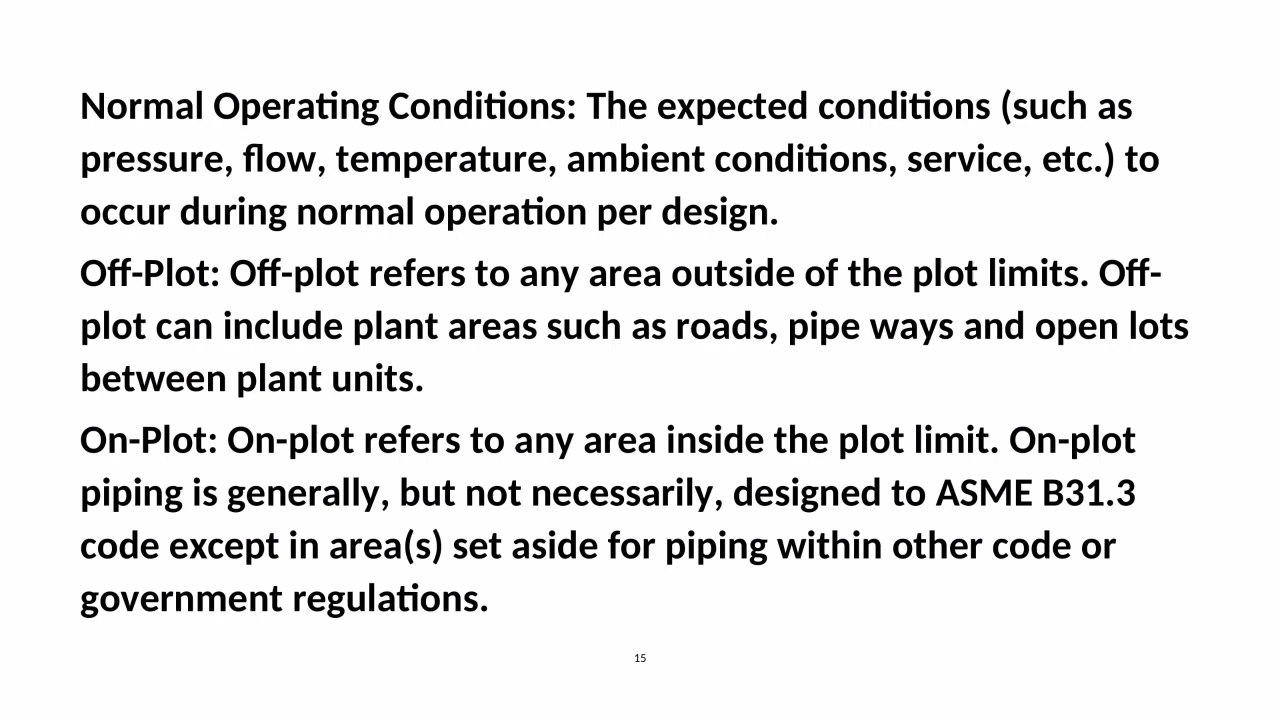 Normal Operating Conditions: The expected conditions (such as
pressure, flow, temperature, ambient conditions, service, etc.) to
occur during normal operation per design.
Off-Plot: Off-plot refers to any area outside of the plot limits. Off-
plot can include plant areas such as roads, pipe ways and open lots
between plant units.
On-Plot: On-plot refers to any area inside the plot limit. On-plot
piping is generally, but not necessarily, designed to ASME B31.3
code except in area(s) set aside for piping within other code or
government regulations.
15